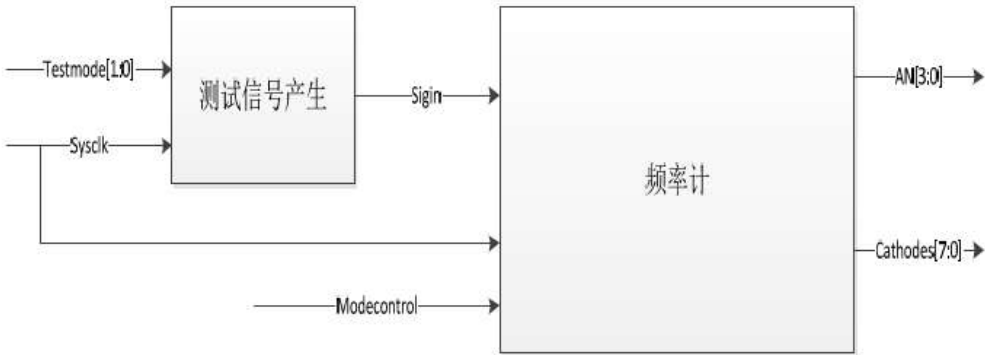 Testmode[1:0]
测试信号产生
Sigin
AN[3:0]
Sysclk
频率计
Cathodes[7:0]
Modecontrol